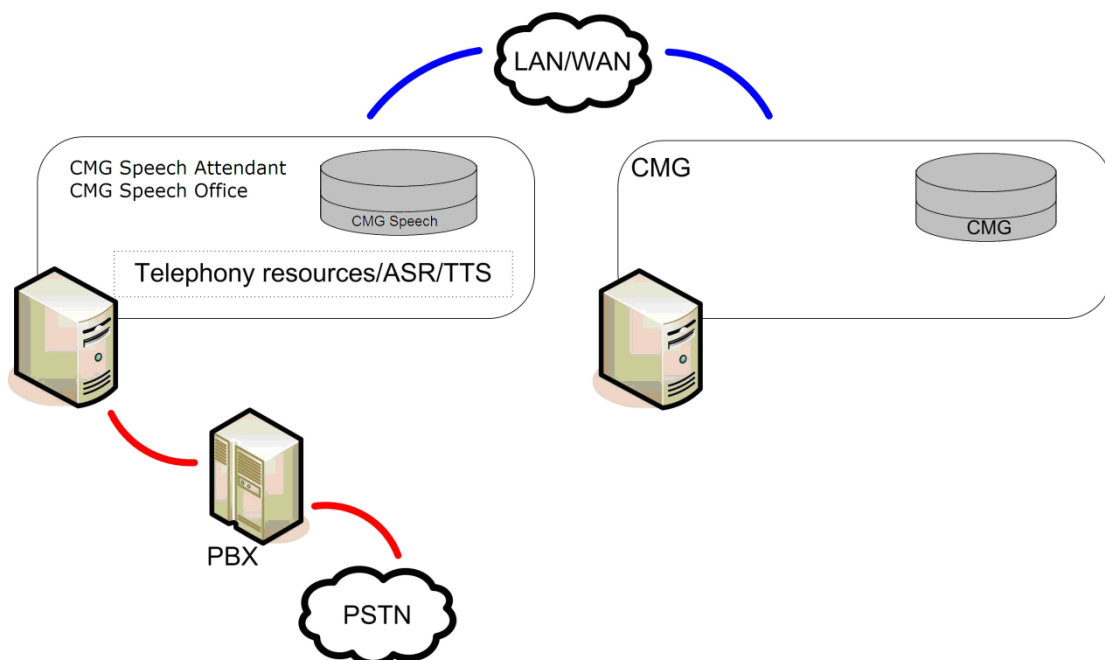 LAN/WAN
CMG Speech Attendant
CMG Speech Office
CMG Speech
Telephony resources/ASR/TTS
CMG
CMG
PBX
PSTN